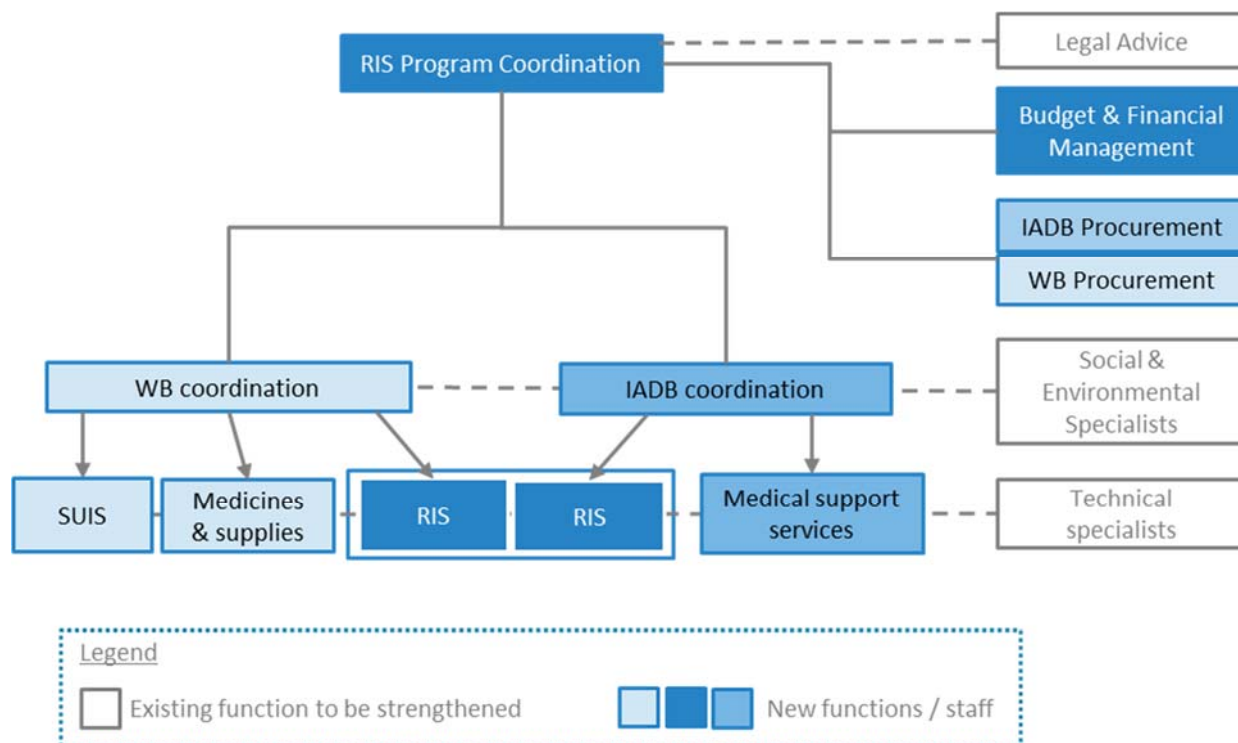 Legal Advice
RIS Program Coordination
Budget & Financial
Management
IADB Procurement
WB Procurement
WB coordination
IADB coordination
Social &
Environmental
Specialists
SUIS
Medicines
& supplies
RIS
RIS
Medical support
services
Technical
specialists
Legend
Existing function to be strengthened
New functions / staff